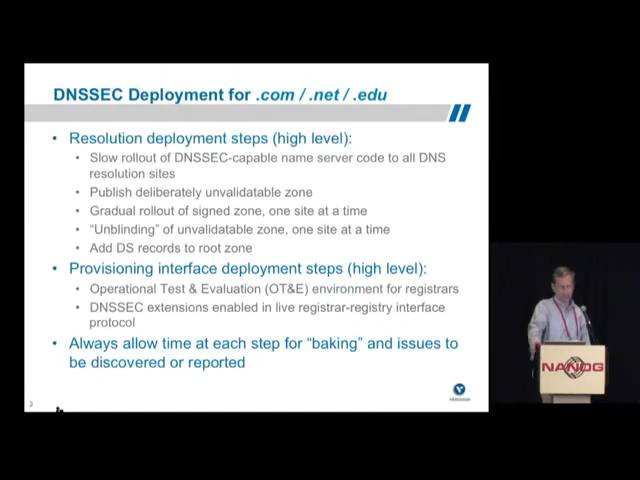 DNSSEC Deployment for .com / .net / .edu
• Resolution deployment steps (high level):
• Slow rollout of DNSSEC-capable name server code to all DNS
resolution sites
• Publish deliberately unvalidatable zone
• Gradual rollout of signed zone, one site at a time
• “Unblinding” of unvalidatable zone, one site at a time
• Add DS records to root zone
• Provisioning interface deployment steps (high level):
• Operational Test & Evaluation (OT&E) environment for registrars
• DNSSEC extensions enabled in live registrar-registry interface
protocol
• Always allow time at each step for “baking” and issues to
be discovered or reported
3
VERISIGN
NANOG